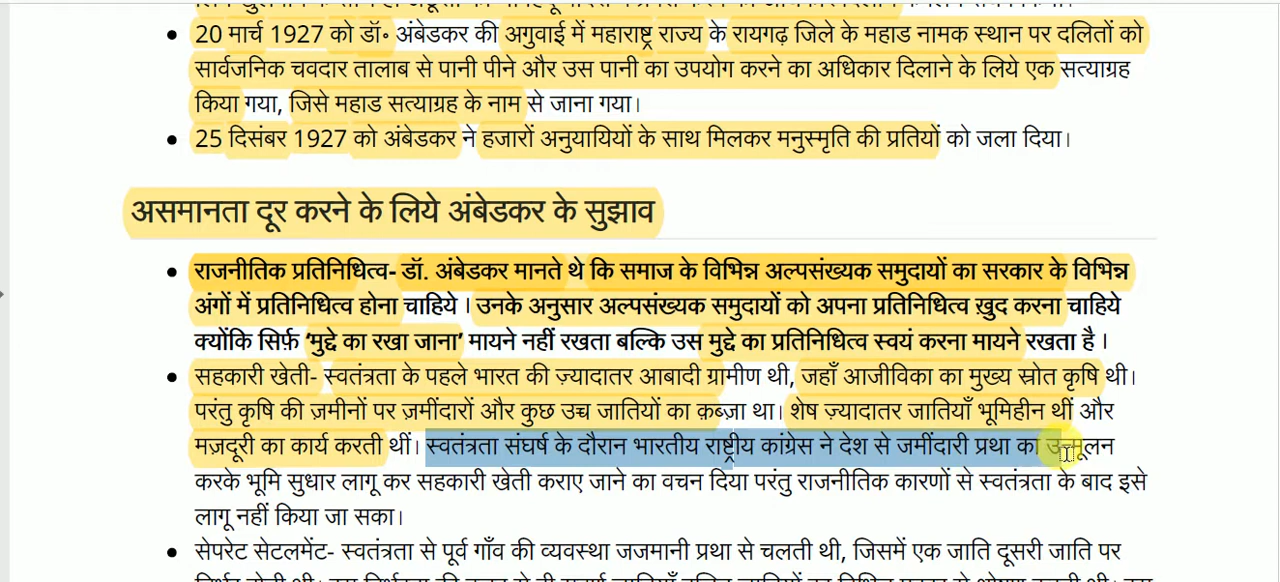 20 मार्च 1927 को डॉ॰ अंबेडकर की अगुवाई में महाराष्ट्र राज्य के रायगढ़ जिले के महाड नामक स्थान पर दलितों को
सार्वजनिक चवदार तालाब से पानी पीने और उस पानी का उपयोग करने का अधिकार दिलाने के लिये एक सत्याग्रह
किया गया, जिसे महाड सत्याग्रह के नाम से जाना गया।
25 दिसंबर 1927 को अंबेडकर ने हजारों अनुयायियों के साथ मिलकर मनुस्मृति की प्रतियों को जला दिया।
असमानता दूर करने के लिये अंबेडकर के सुझाव
राजनीतिक प्रतिनिधित्व- डॉ. अंबेडकर मानते थे कि समाज के विभिन्न अल्पसंख्यक समुदायों का सरकार के विभिन्न
अंगों में प्रतिनिधित्व होना चाहिये । उनके अनुसार अल्पसंख्यक समुदायों को अपना प्रतिनिधित्व ख़ुद करना चाहिये
क्योंकि सिर्फ़ ‘मुद्दे का रखा जाना’ मायने नहीं रखता बल्कि उस मुद्दे का प्रतिनिधित्व स्वयं करना मायने रखता है ।
सहकारी खेती- स्वतंत्रता के पहले भारत की ज़्यादातर आबादी ग्रामीण थी, जहाँ आजीविका का मुख्य स्रोत कृषि थी।
परंतु कृषि की ज़मीनों पर ज़मींदारों और कुछ उच्च जातियों का क़ब्ज़ा था। शेष ज़्यादातर जातियाँ भूमिहीन थीं और
मज़दूरी का कार्य करती थीं। स्वतंत्रता संघर्ष के दौरान भारतीय राष्ट्रीय कांग्रेस ने देश से जमींदारी प्रथा का उन्मूलन
करके भूमि सुधार लागू कर सहकारी खेती कराए जाने का वचन दिया परंतु राजनीतिक कारणों से स्वतंत्रता के बाद इसे
लागू नहीं किया जा सका।
सेपरेट सेटलमेंट- स्वतंत्रता से पूर्व गाँव की व्यवस्था जजमानी प्रथा से चलती थी, जिसमें एक जाति दूसरी जाति पर